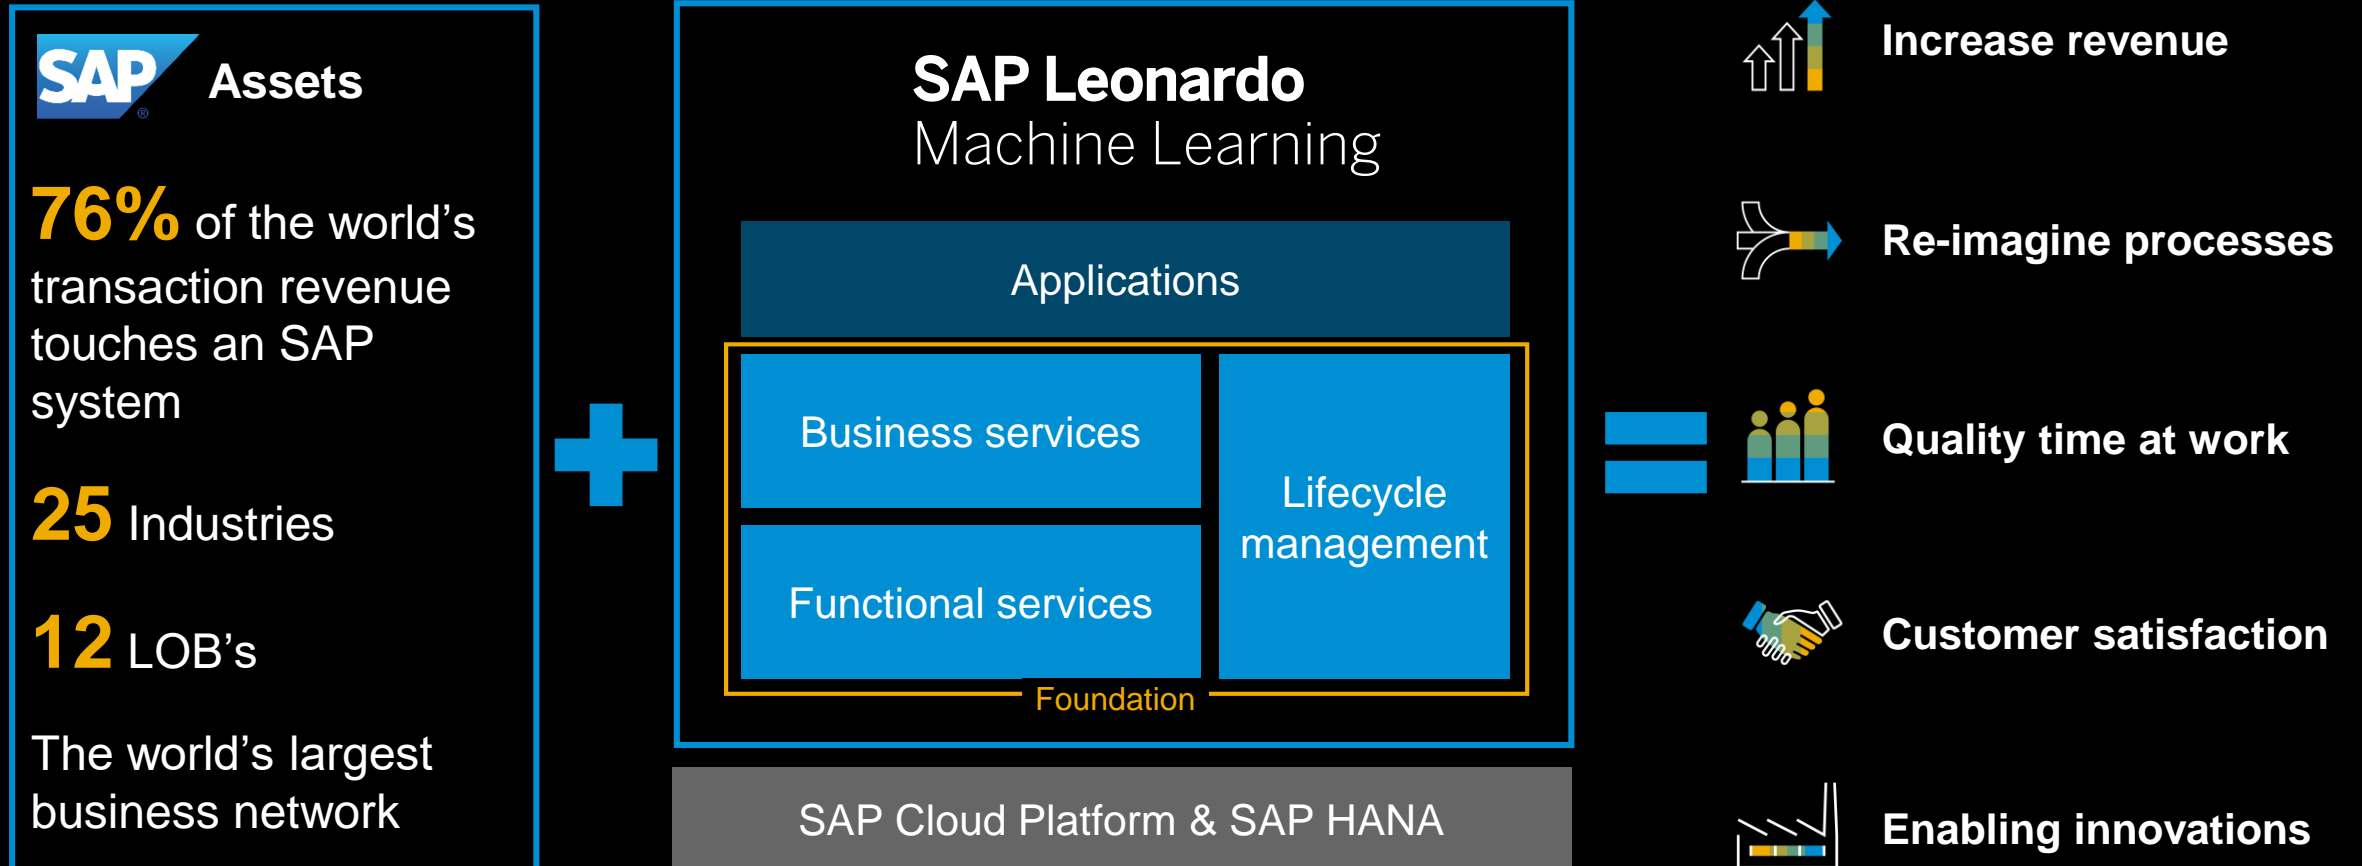 SAP ® Assets
76% of the world’s
transaction revenue
touches an SAP
system
25 Industries
12 LOB’s
The world’s largest
business network
SAP Leonardo
Machine Learning
Applications
Business services
Functional services
Lifecycle
management
Foundation
SAP Cloud Platform & SAP HANA
Increase revenue
Re-imagine processes
Quality time at work
Customer satisfaction
Enabling innovations